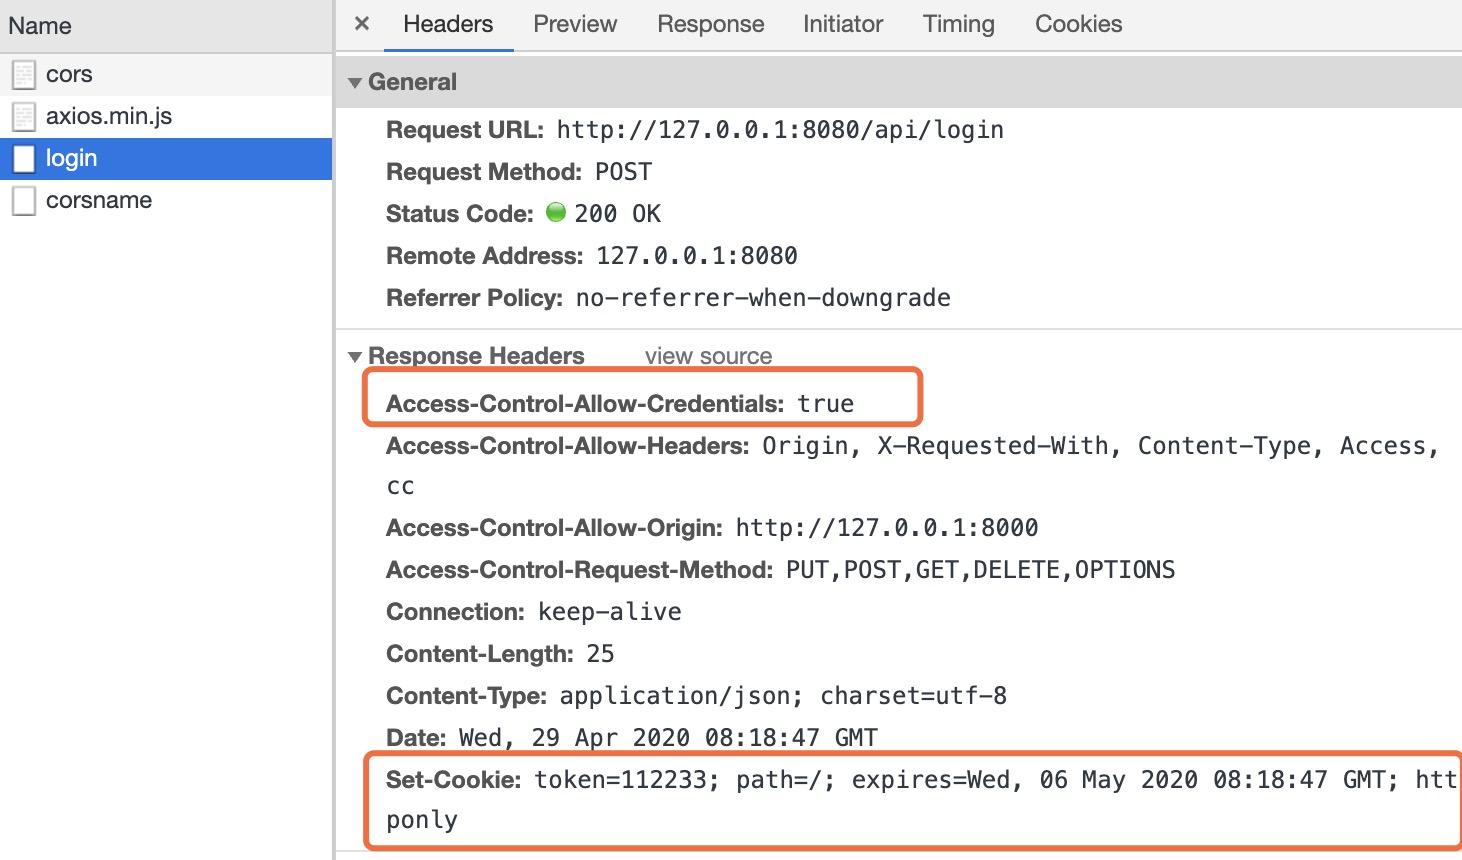 Name
cors
axios.min.js
login
corsname
× Headers Preview Response Initiator Timing Cookies
General
Request URL: http://127.0.0.1:8080/api/login
Request Method: POST
Status Code: 200 OK
Remote Address: 127.0.0.1:8080
Referrer Policy: no-referrer-when-downgrade
Response Headers view source
Access-Control-Allow-Credentials: true
Access-Control-Allow-Headers: Origin, X-Requested-With, Content-Type, Access,
cc
Access-Control-Allow-Origin: http://127.0.0.1:8000
Access-Control-Request-Method: PUT,POST,GET,DELETE,OPTIONS
Connection: keep-alive
Content-Length: 25
Content-Type: application/json; charset=utf-8
Date: Wed, 29 Apr 2020 08:18:47 GMT
Set-Cookie: token=112233; path=/; expires=Wed, 06 May 2020 08:18:47 GMT; htt
ponly